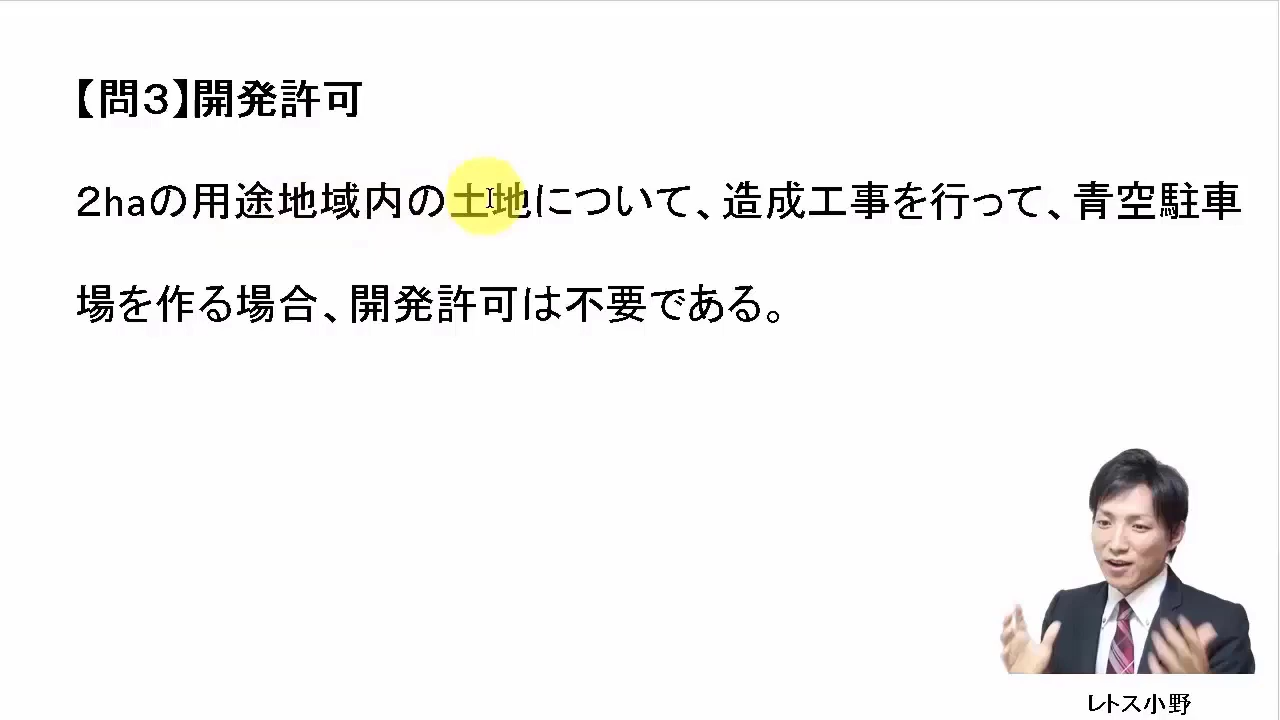 【問３】開発許可
２haの用途地域内の土地について、造成工事を行って、青空駐車
場を作る場合、開発許可は不要である。
レトス小野